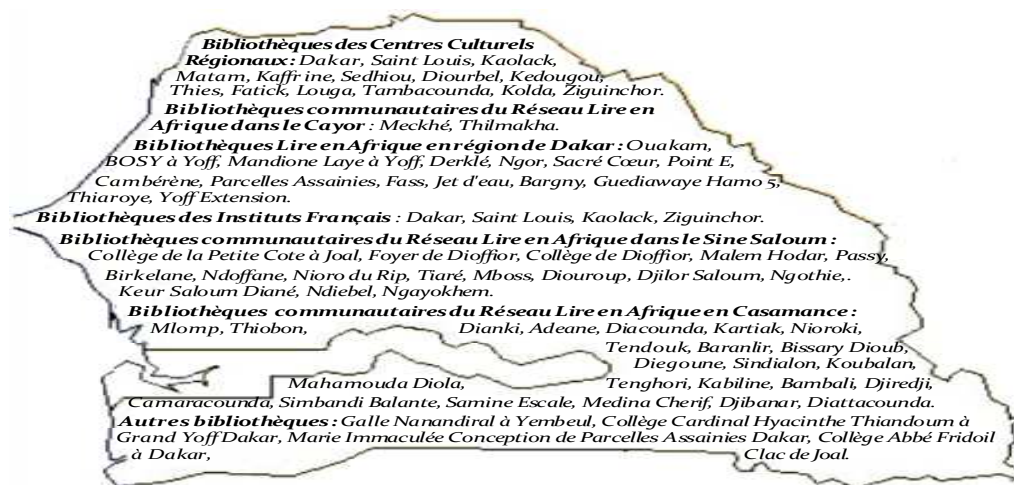 Bibliothèques des Centres Culturels
Régionaux : Dakar, Saint Louis, Kaolack,
Matam, Kaffrine, Sedhiou, Diourbel, Kedougou,
Thies, Fatick, Louga, Tambacounda, Kolda, Ziguinchor.
Bibliothèques communautaires du Réseau Lire en
Afrique dans le Cayor : Meckhé, Thilmakha.
Bibliothèques Lire en Afrique en région de Dakar : Ouakam,
BOSY à Yoff, Mandione Laye à Yoff, Derklé, Ngor, Sacré Cœur, Point E,
Cambérène, Parcelles Assainies, Fass, Jet d'eau, Bargny, Guediawaye Hamo 5,
Thiaroye, Yoff Extension.
Bibliothèques des Instituts Français : Dakar, Saint Louis, Kaolack, Ziguinchor.
Bibliothèques communautaires du Réseau Lire en Afrique dans le Sine Saloum :
Collège de la Petite Cote à Joal, Foyer de Dioffior, Collège de Dioffior, Malem Hodar, Passy,
Birkelane, Ndoffane, Nioro du Rip, Tiaré, Mboss, Diouroup, Djilor Saloum, Ngothie,.
Keur Saloum Diané, Ndiebel, Ngayokhem.
Bibliothèques communautaires du Réseau Lire en Afrique en Casamance :
Mlomp, Thiobon, Dianki, Adeane, Diacounda, Kartiak, Nioroki,
Tendouk, Baranlir, Bissary Dioub,
Diegoune, Sindialon, Koubalan,
Mahamouda Diola, Tenghori, Kabiline, Bambali, Djiredji,
Camaracounda, Simbandi Balante, Samine Escale, Medina Cherif, Djibanar, Diattacounda.
Autres bibliothèques : Galle Nanandiral à Yembeul, Collège Cardinal Hyacinthe Thiandoum à
Grand Yoff Dakar, Marie Immaculée Conception de Parcelles Assainies Dakar, Collège Abbé Fridoil
à Dakar, Clac de Joal.